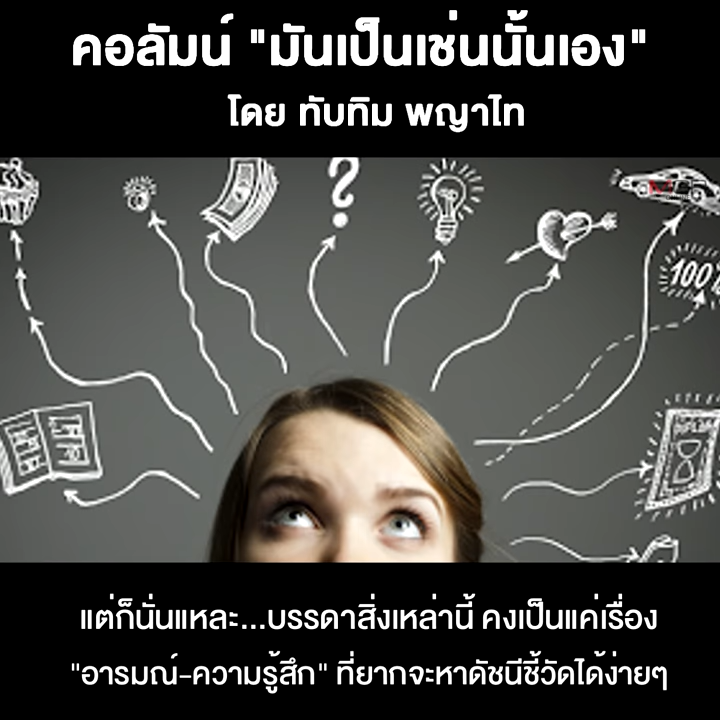 คอลัมน์ "มันเป็นเช่นนั้นเอง"
โดย ทับทิม พญาไท
?
100%
แต่ก็นั่นแหละ...บรรดาสิ่งเหล่านี้ คงเป็นแค่เรื่อง
"อารมณ์-ความรู้สึก" ที่ยากจะหาดัชนีชี้วัดได้ง่ายๆ